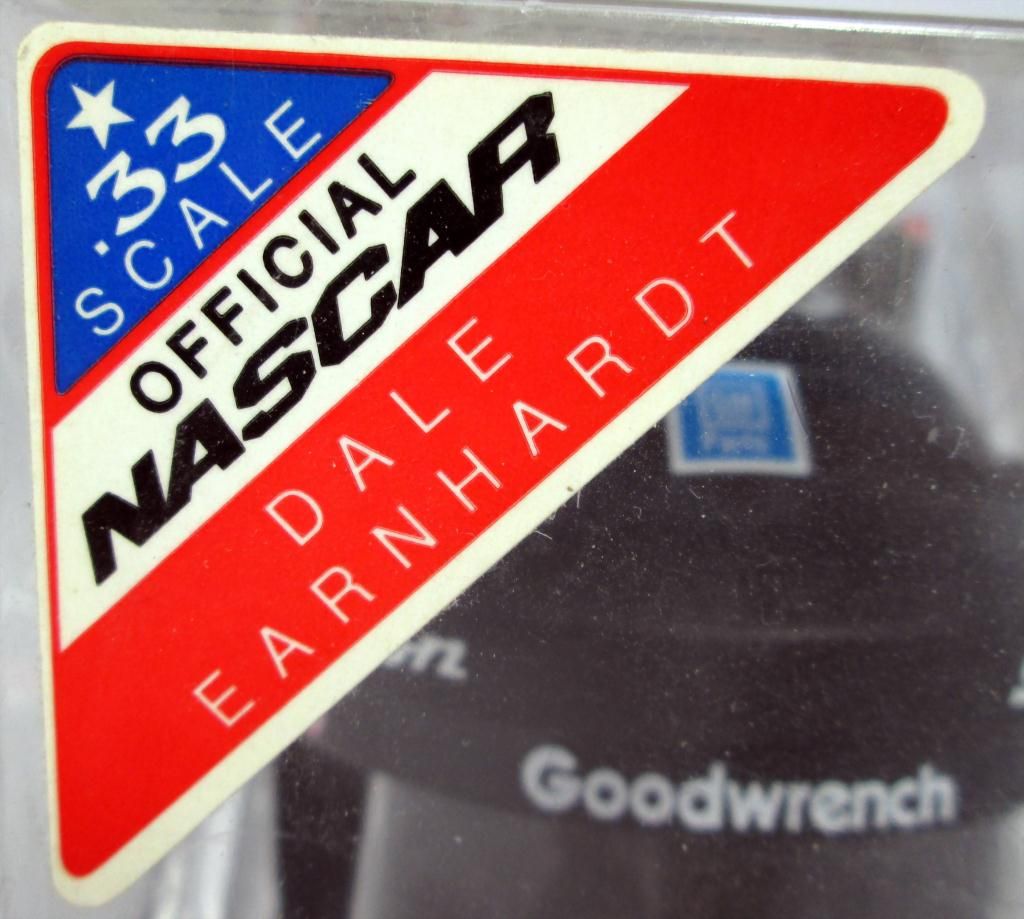 .33
SCALE
OFFICIAL
NASCAR
DALE
EARNHARDT
Goodwrench